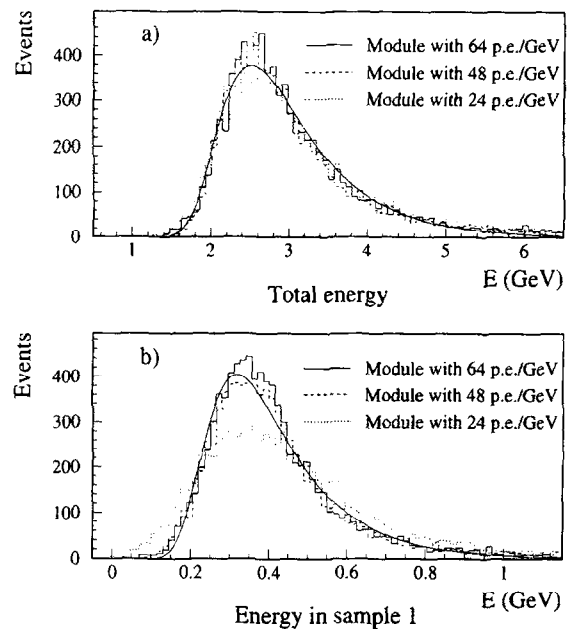 a)
Events
Module with 64 p.e./GeV
Module with 48 p.e./GeV
Module with 24 p.e./GeV
400
300
200
100
0
1 2 3 4 5 6
E (GeV)
Total energy
b)
Events
Module with 64 p.e./GeV
Module with 48 p.e./GeV
Module with 24 p.e./GeV
400
300
200
100
0
0 0.2 0.4 0.6 0.8 1
E (GeV)
Energy in sample 1